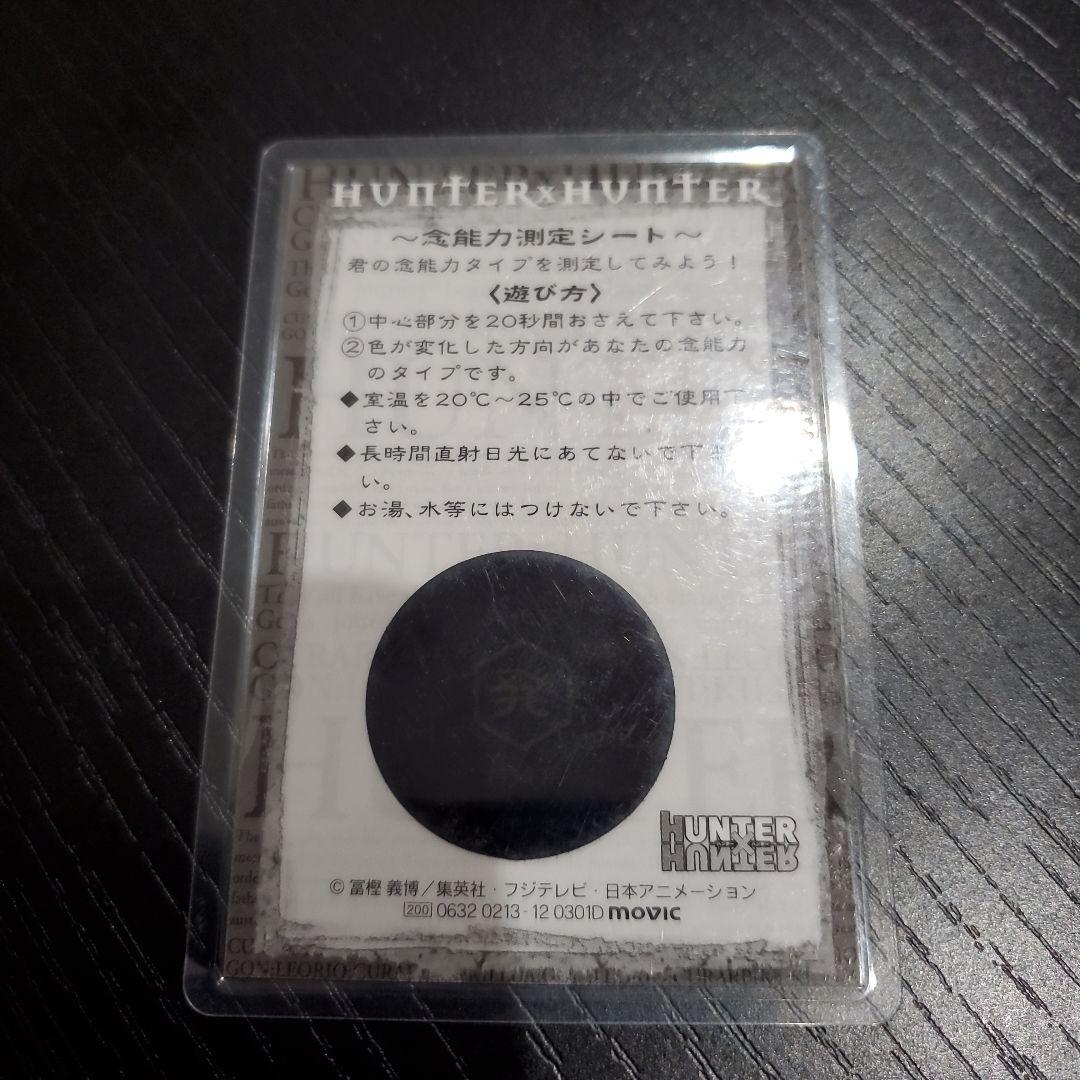 HUNTER×HUNTER
～念能力測定シート～
君の念能力タイプを測定してみよう！
〈遊び方〉
①中心部分を20秒間おさえて下さい。
②色が変化した方向があなたの念能力
のタイプです。
◆室温を20℃～25℃の中でご使用下
さい。
◆長時間直射日光にあてないで下さ
い。
◆お湯、水等にはつけないで下さい。
発
HUNTER
HUNTER
© 冨樫 義博／集英社・フジテレビ・日本アニメーション
200 0632 0213-12 0301D movic